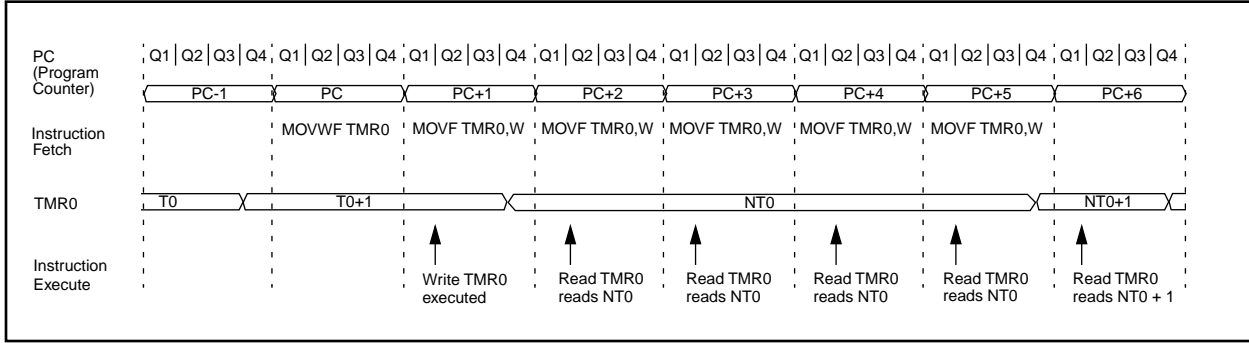 PC
(Program
Counter)
Q1 Q2 Q3 Q4 Q1 Q2 Q3 Q4 Q1 Q2 Q3 Q4 Q1 Q2 Q3 Q4 Q1 Q2 Q3 Q4 Q1 Q2 Q3 Q4 Q1 Q2 Q3 Q4 Q1 Q2 Q3 Q4
PC-1 PC PC+1 PC+2 PC+3 PC+4 PC+5 PC+6
Instruction
Fetch
MOVWF TMR0 MOVF TMR0,W MOVF TMR0,W MOVF TMR0,W MOVF TMR0,W MOVF TMR0,W
TMR0
T0 T0+1 NT0 NT0+1
Instruction
Execute
Write TMR0
executed
Read TMR0
reads NT0
Read TMR0
reads NT0
Read TMR0
reads NT0
Read TMR0
reads NT0
Read TMR0
reads NT0 + 1